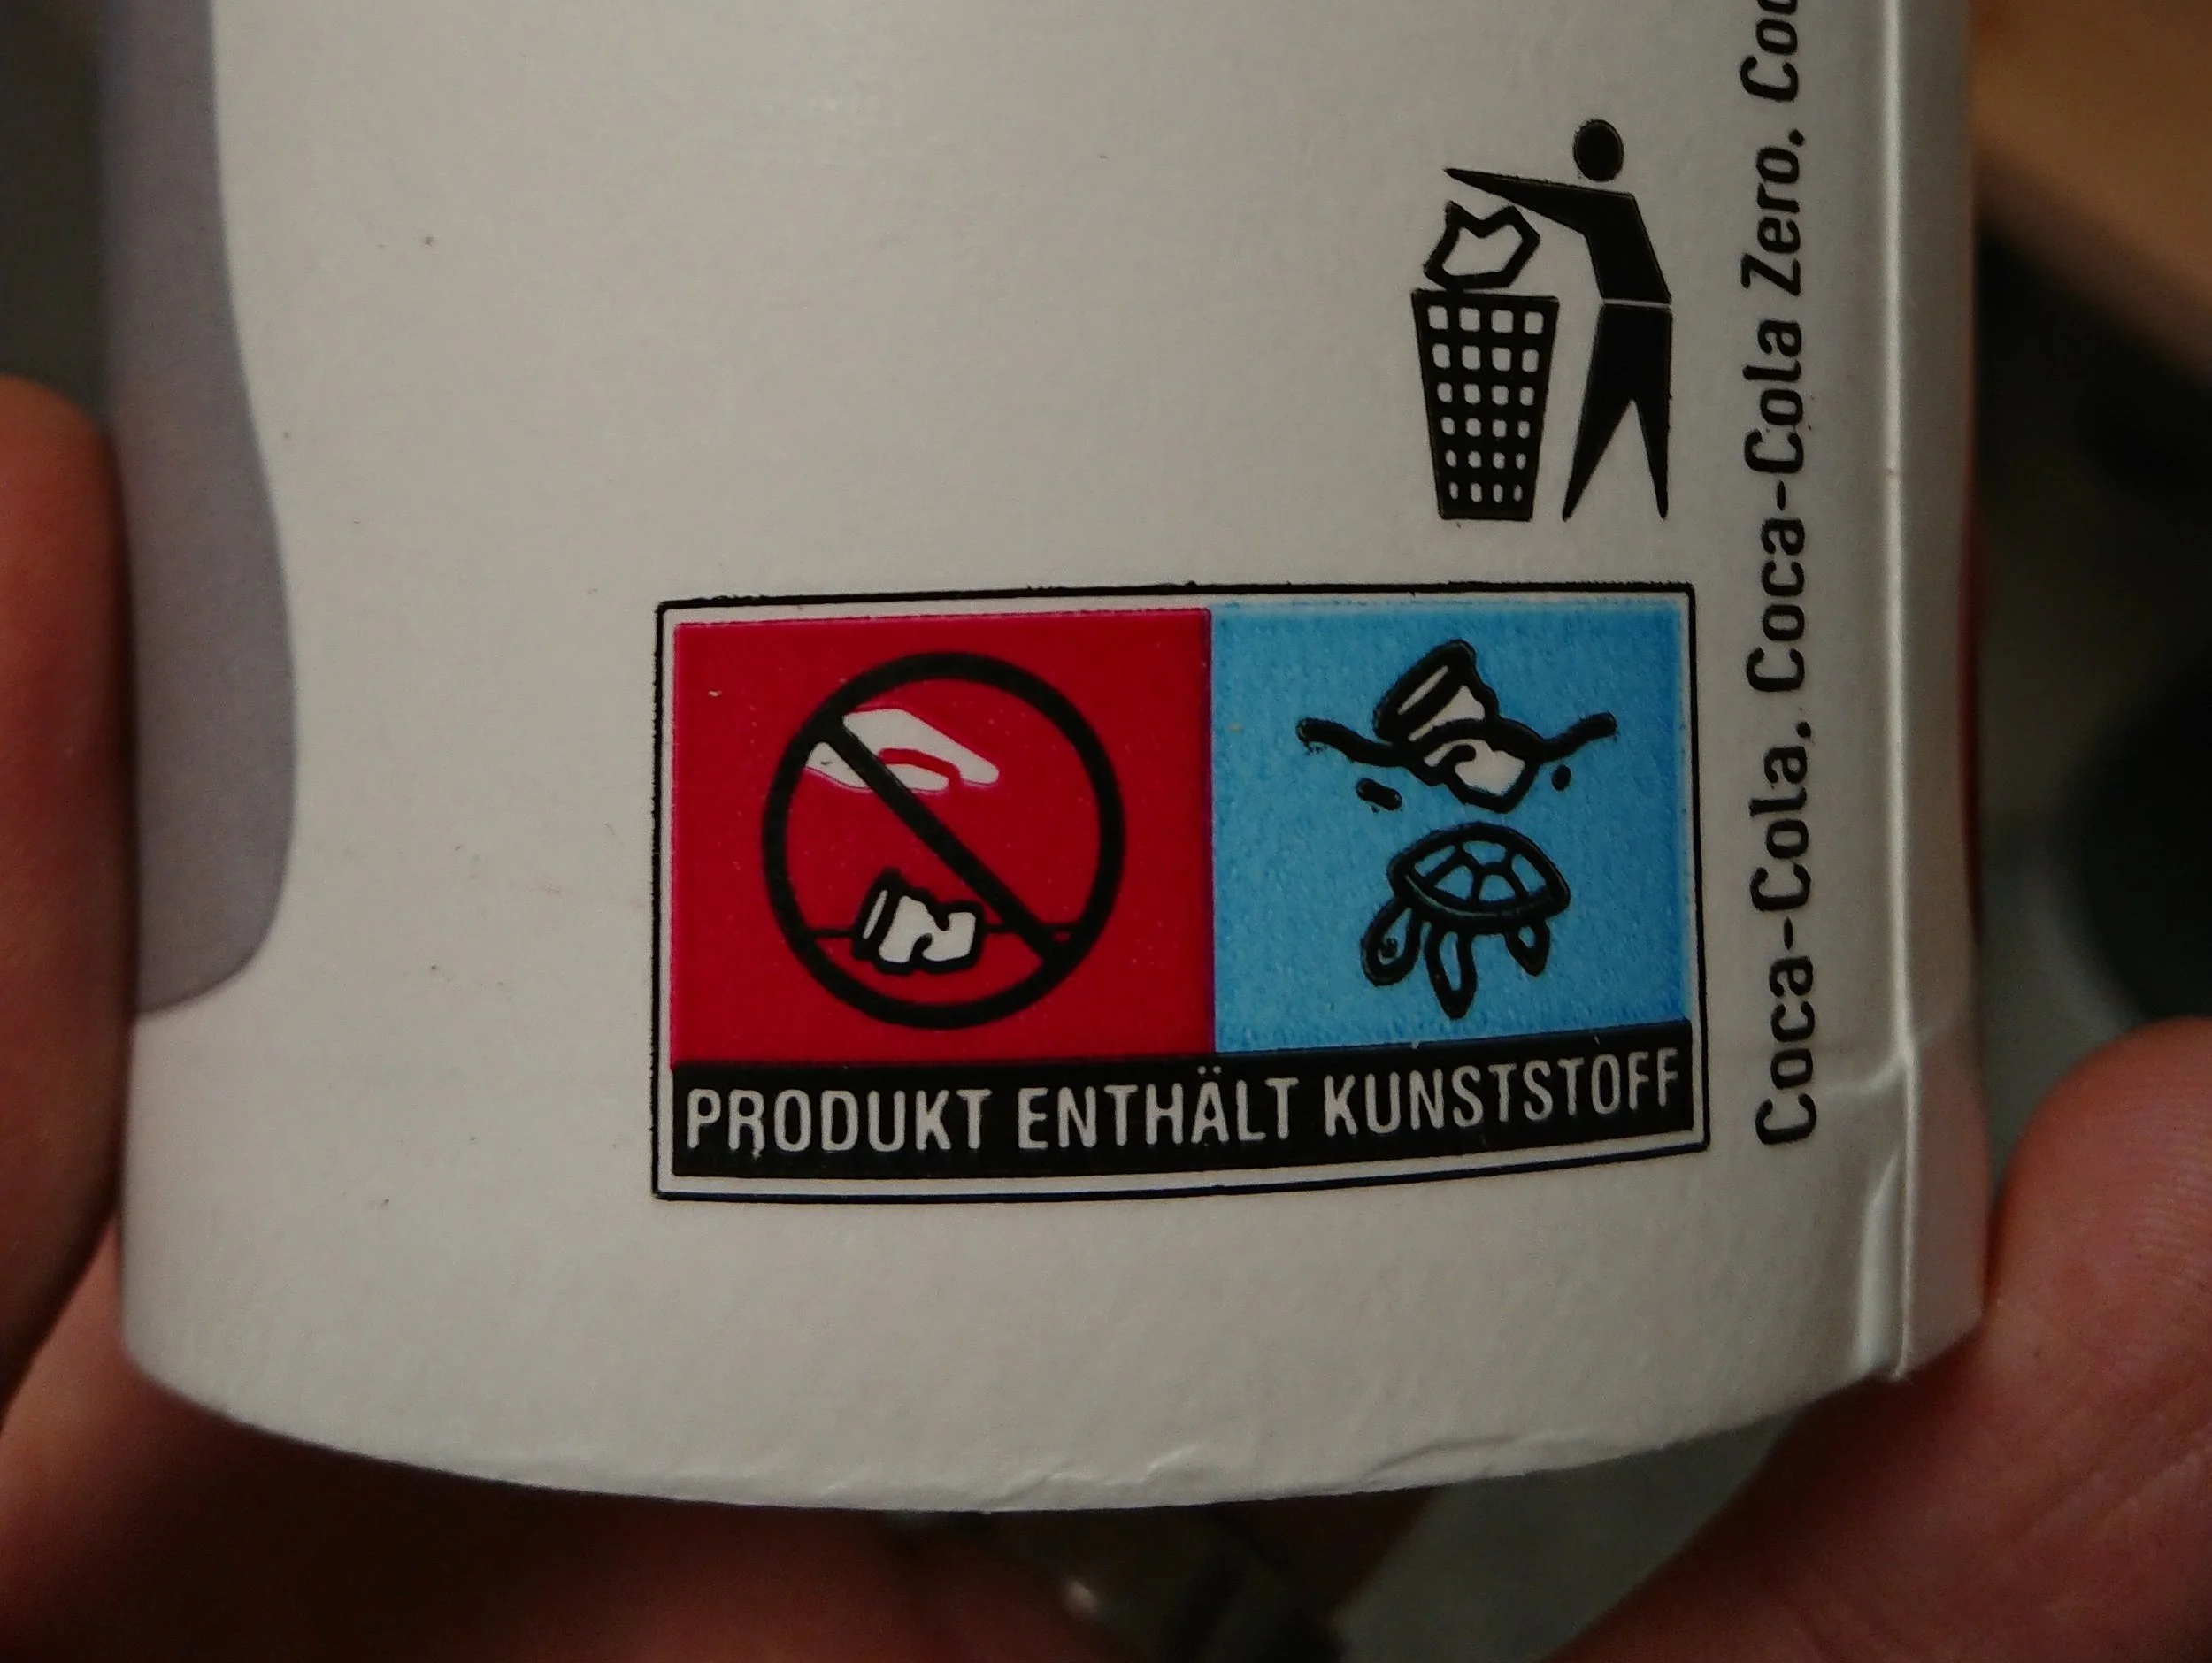 PRODUKT ENTHÄLT KUNSTSTOFF
Coca-Cola, Coca-Cola Zero,